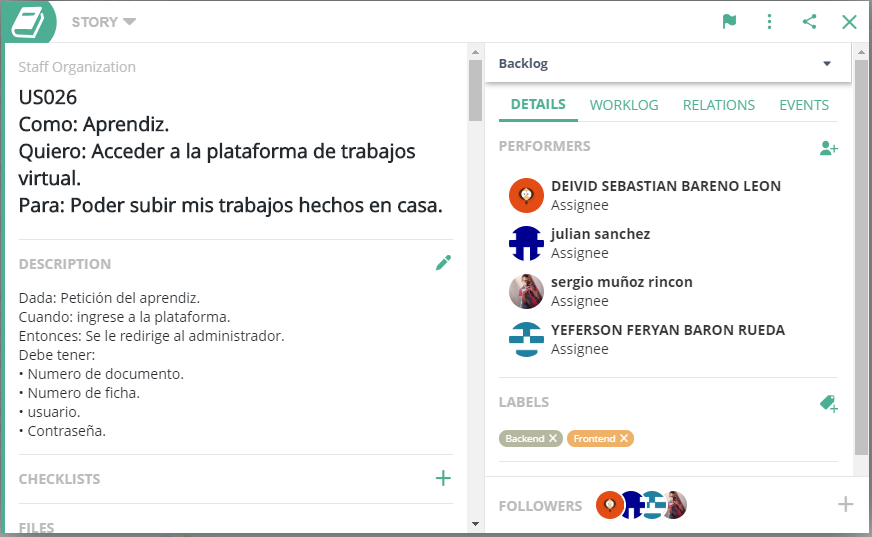 STORY
Staff Organization
US026
Como: Aprendiz.
Quiero: Acceder a la plataforma de trabajos
virtual.
Para: Poder subir mis trabajos hechos en casa.
DESCRIPTION
Dada: Petición del aprendiz.
Cuando: ingrese a la plataforma.
Entonces: Se le redirige al administrador.
Debe tener:
• Numero de documento.
• Numero de ficha.
• usuario.
• Contraseña.
CHECKLISTS
FILES
Backlog
DETAILS WORKLOG RELATIONS EVENTS
PERFORMERS
DEIVID SEBASTIAN BARENO LEON
Assignee
julian sanchez
Assignee
sergio muñoz rincon
Assignee
YEFERSON FERYAN BARON RUEDA
Assignee
LABELS
Backend Frontend
FOLLOWERS